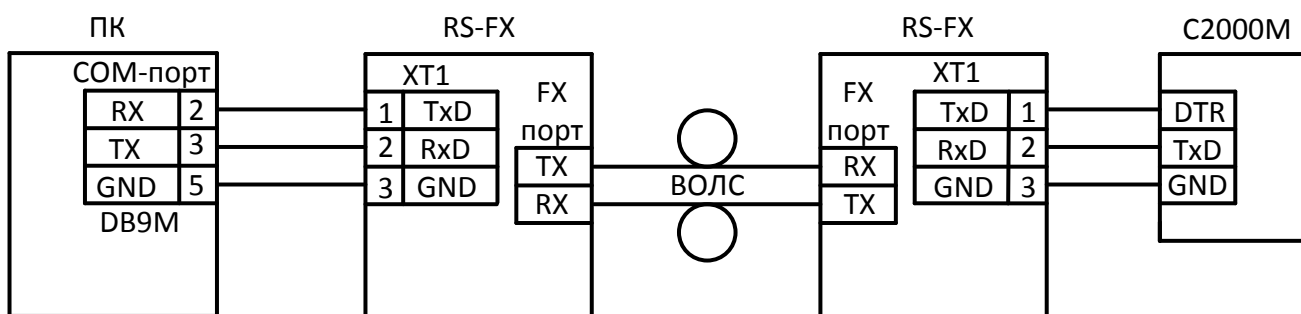 ПК
RS-FX
RS-FX
С2000М
COM-порт
RX 2
TX 3
GND 5
DB9M
XT1
1 TxD
2 RxD
3 GND
FX
порт
TX
RX
ВОЛС
FX
порт
RX
TX
XT1
TxD 1
RxD 2
GND 3
DTR
TxD
GND